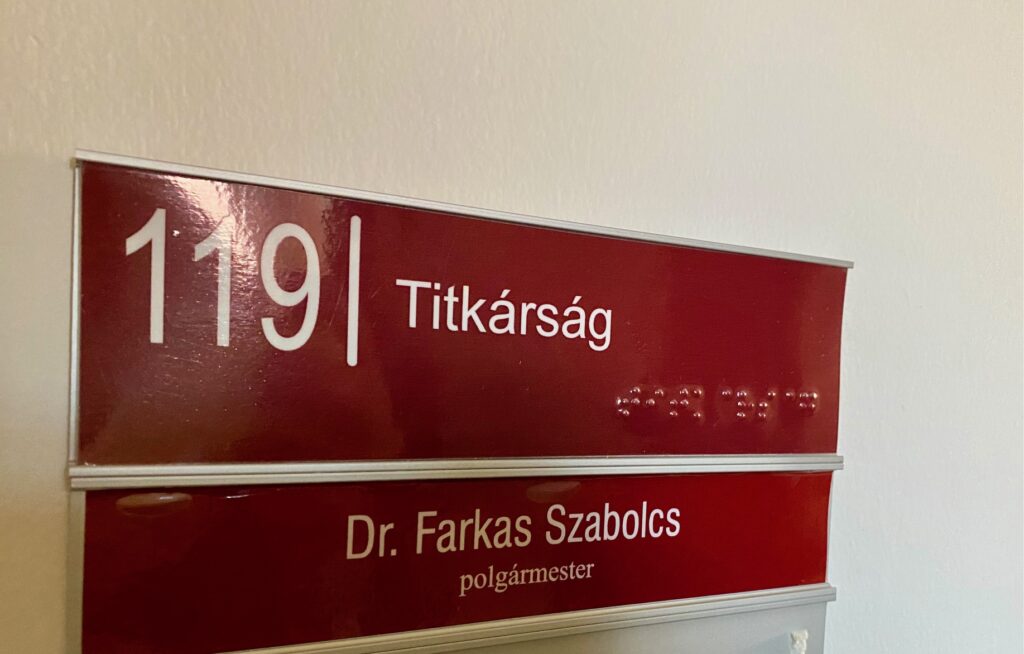 119| Titkárság
Dr. Farkas Szabolcs
polgármester